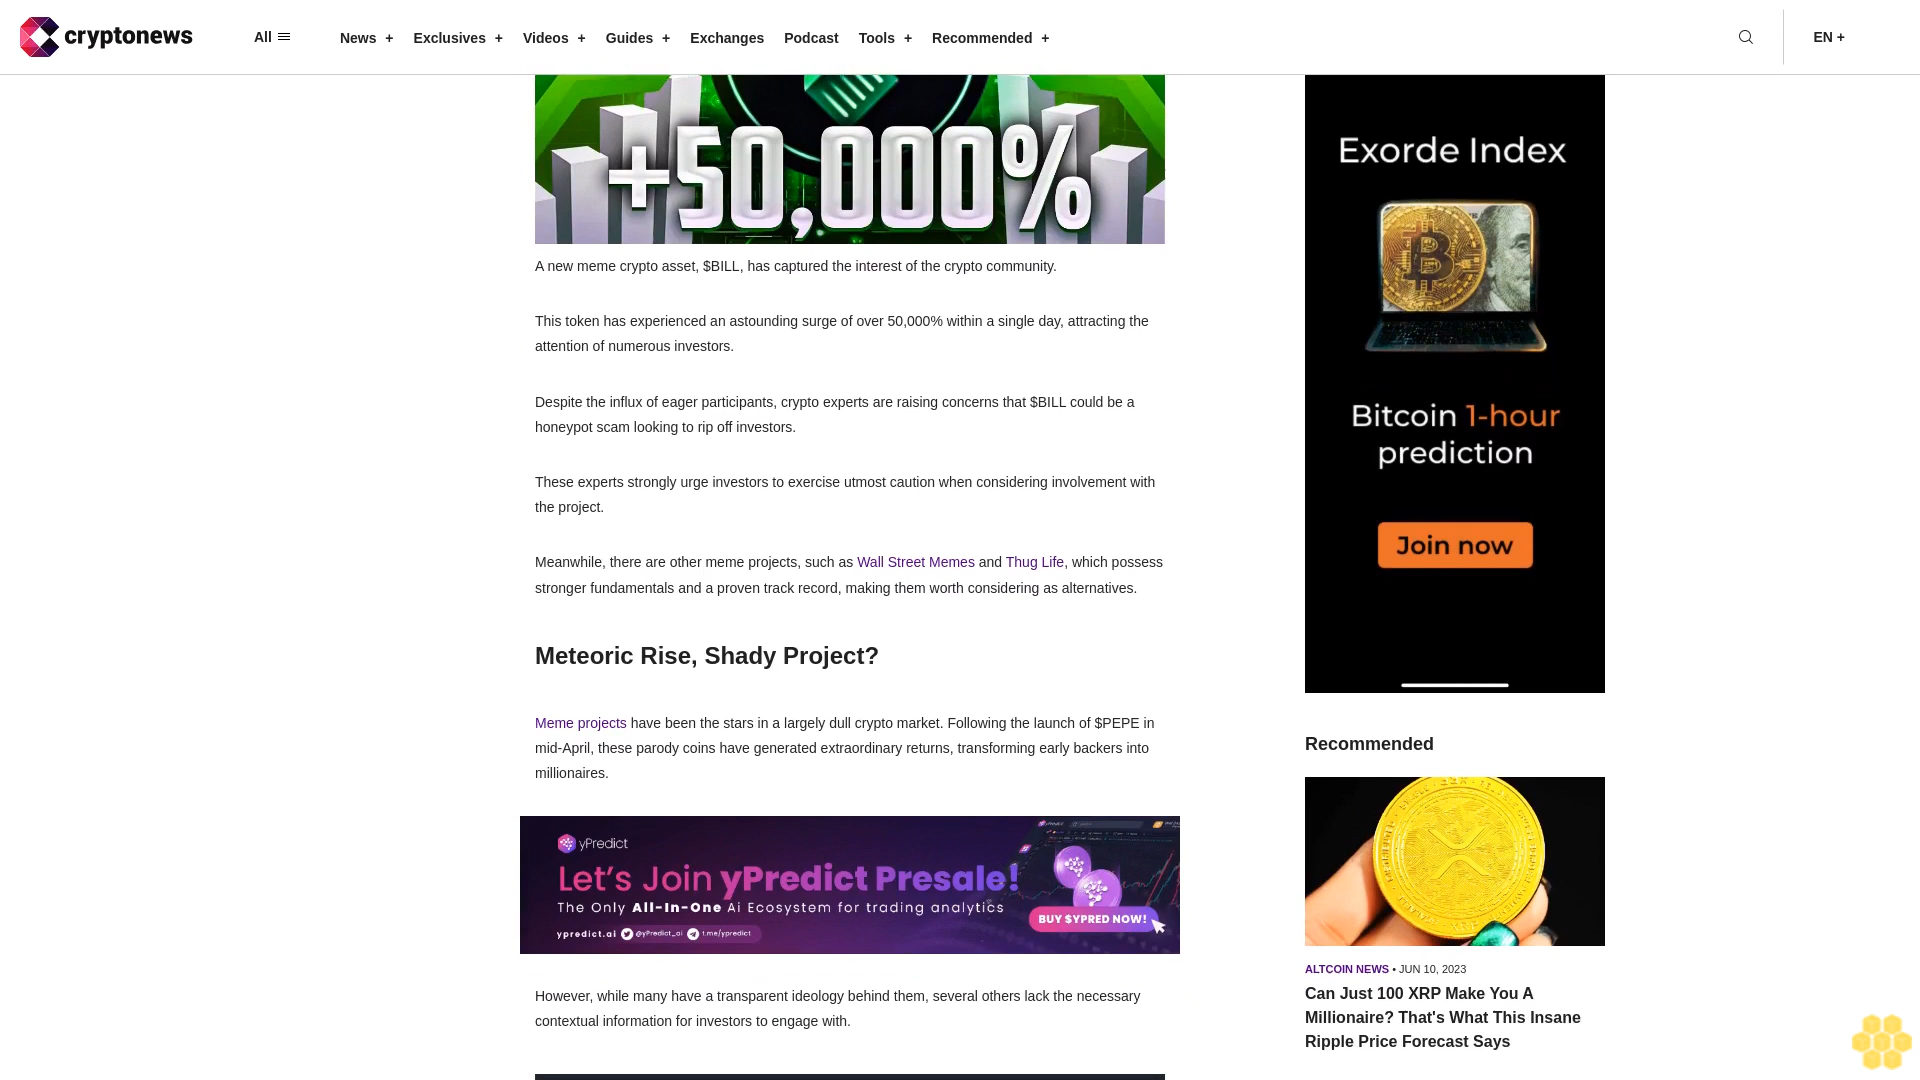 cryptonews
All
News +
Exclusives +
Videos +
Guides +
Exchanges
Podcast
Tools +
Recommended +
EN +
+50,000%
A new meme crypto asset, $BILL, has captured the interest of the crypto community.
This token has experienced an astounding surge of over 50,000% within a single day, attracting the
attention of numerous investors.
Despite the influx of eager participants, crypto experts are raising concerns that $BILL could be a
honeypot scam looking to rip off investors.
These experts strongly urge investors to exercise utmost caution when considering involvement with
the project.
Meanwhile, there are other meme projects, such as Wall Street Memes and Thug Life, which possess
stronger fundamentals and a proven track record, making them worth considering as alternatives.
Meteoric Rise, Shady Project?
Meme projects have been the stars in a largely dull crypto market. Following the launch of $PEPE in
mid-April, these parody coins have generated extraordinary returns, transforming early backers into
millionaires.
yPredict
Let's Join yPredict Presale!
The Only All-In-One Ai Ecosystem for trading analytics
BUY $YPRED NOW!
ypredict.ai @yPredict_ai t.me/ypredict
However, while many have a transparent ideology behind them, several others lack the necessary
contextual information for investors to engage with.
Exorde Index
Bitcoin 1-hour
prediction
Join now
Recommended
ALTCOIN NEWS • JUN 10, 2023
Can Just 100 XRP Make You A
Millionaire? That's What This Insane
Ripple Price Forecast Says